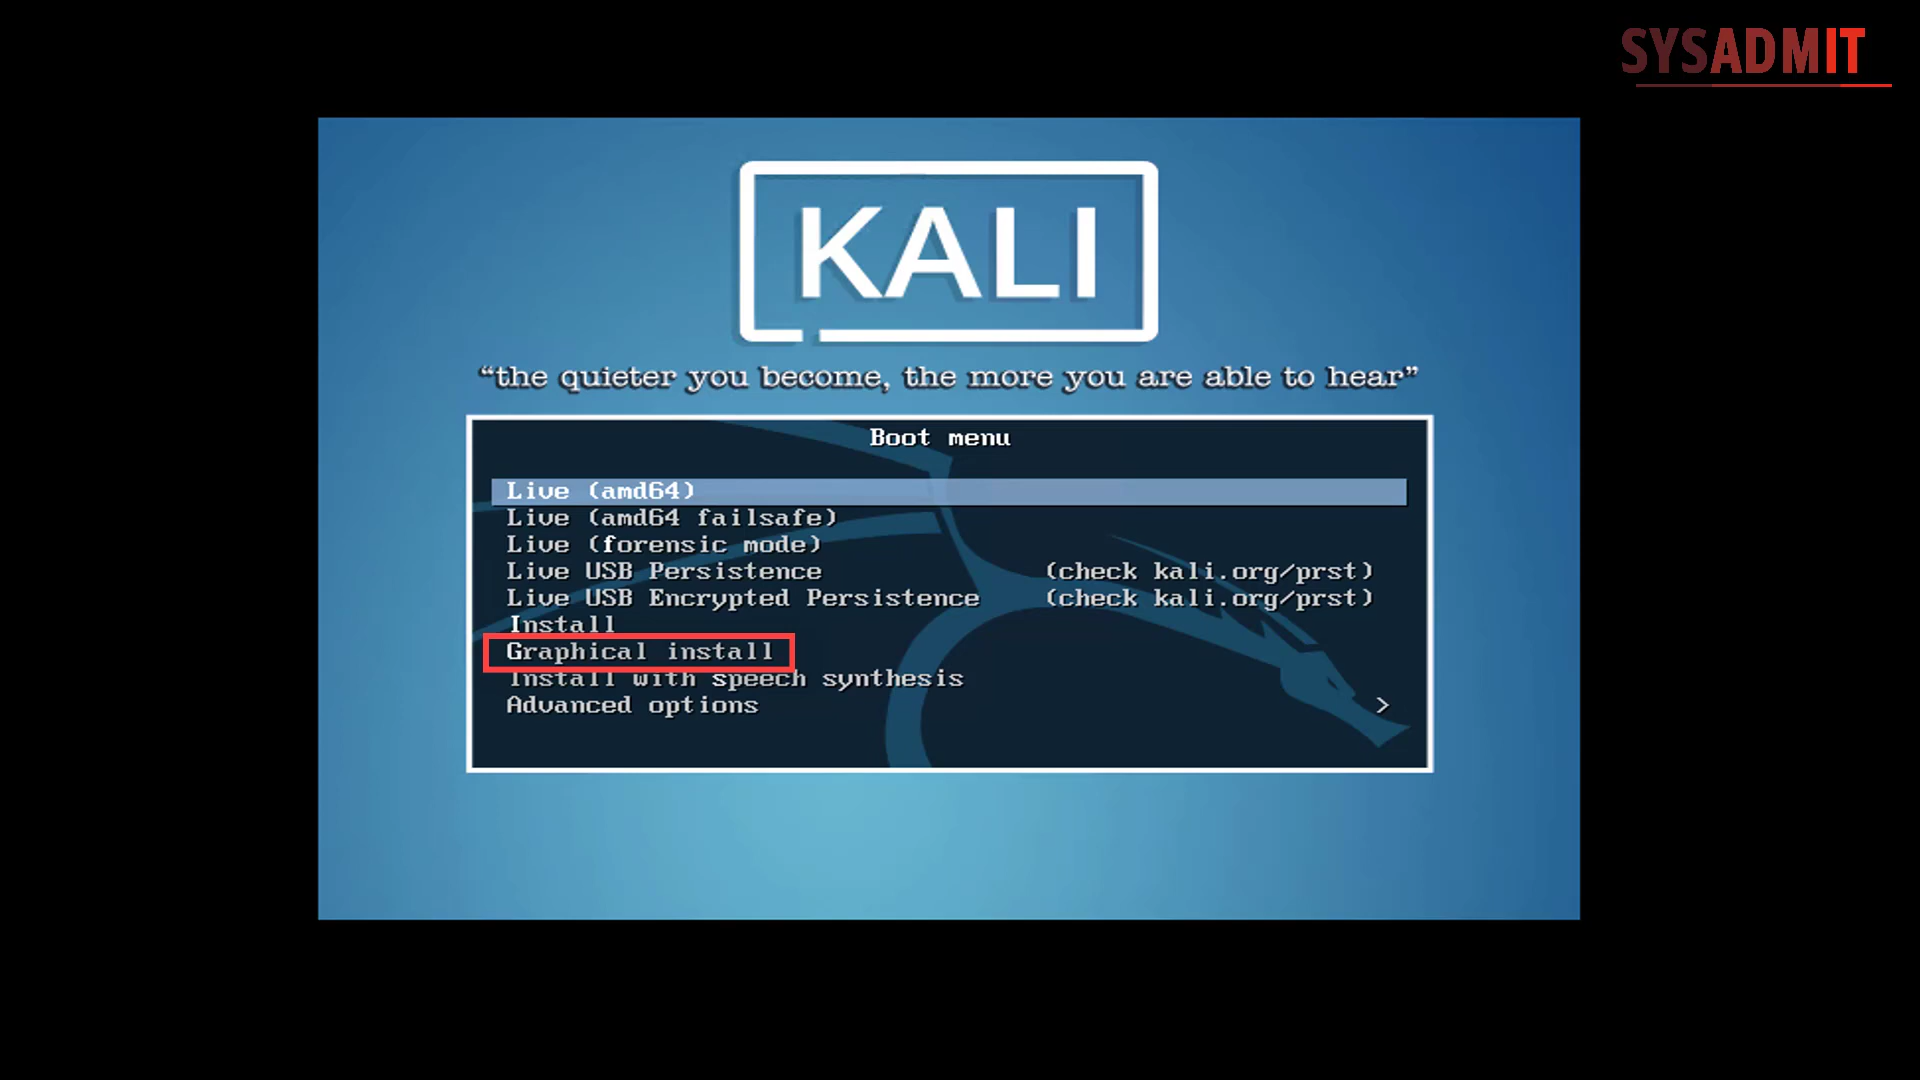 SYSADMIT
KALI
“the quieter you become, the more you are able to hear”
Boot menu
Live (amd64)
Live (amd64 failsafe)
Live (forensic mode)
Live USB Persistence (check kali.org/prst)
Live USB Encrypted Persistence (check kali.org/prst)
Install
Graphical install
Install with speech synthesis
Advanced options >